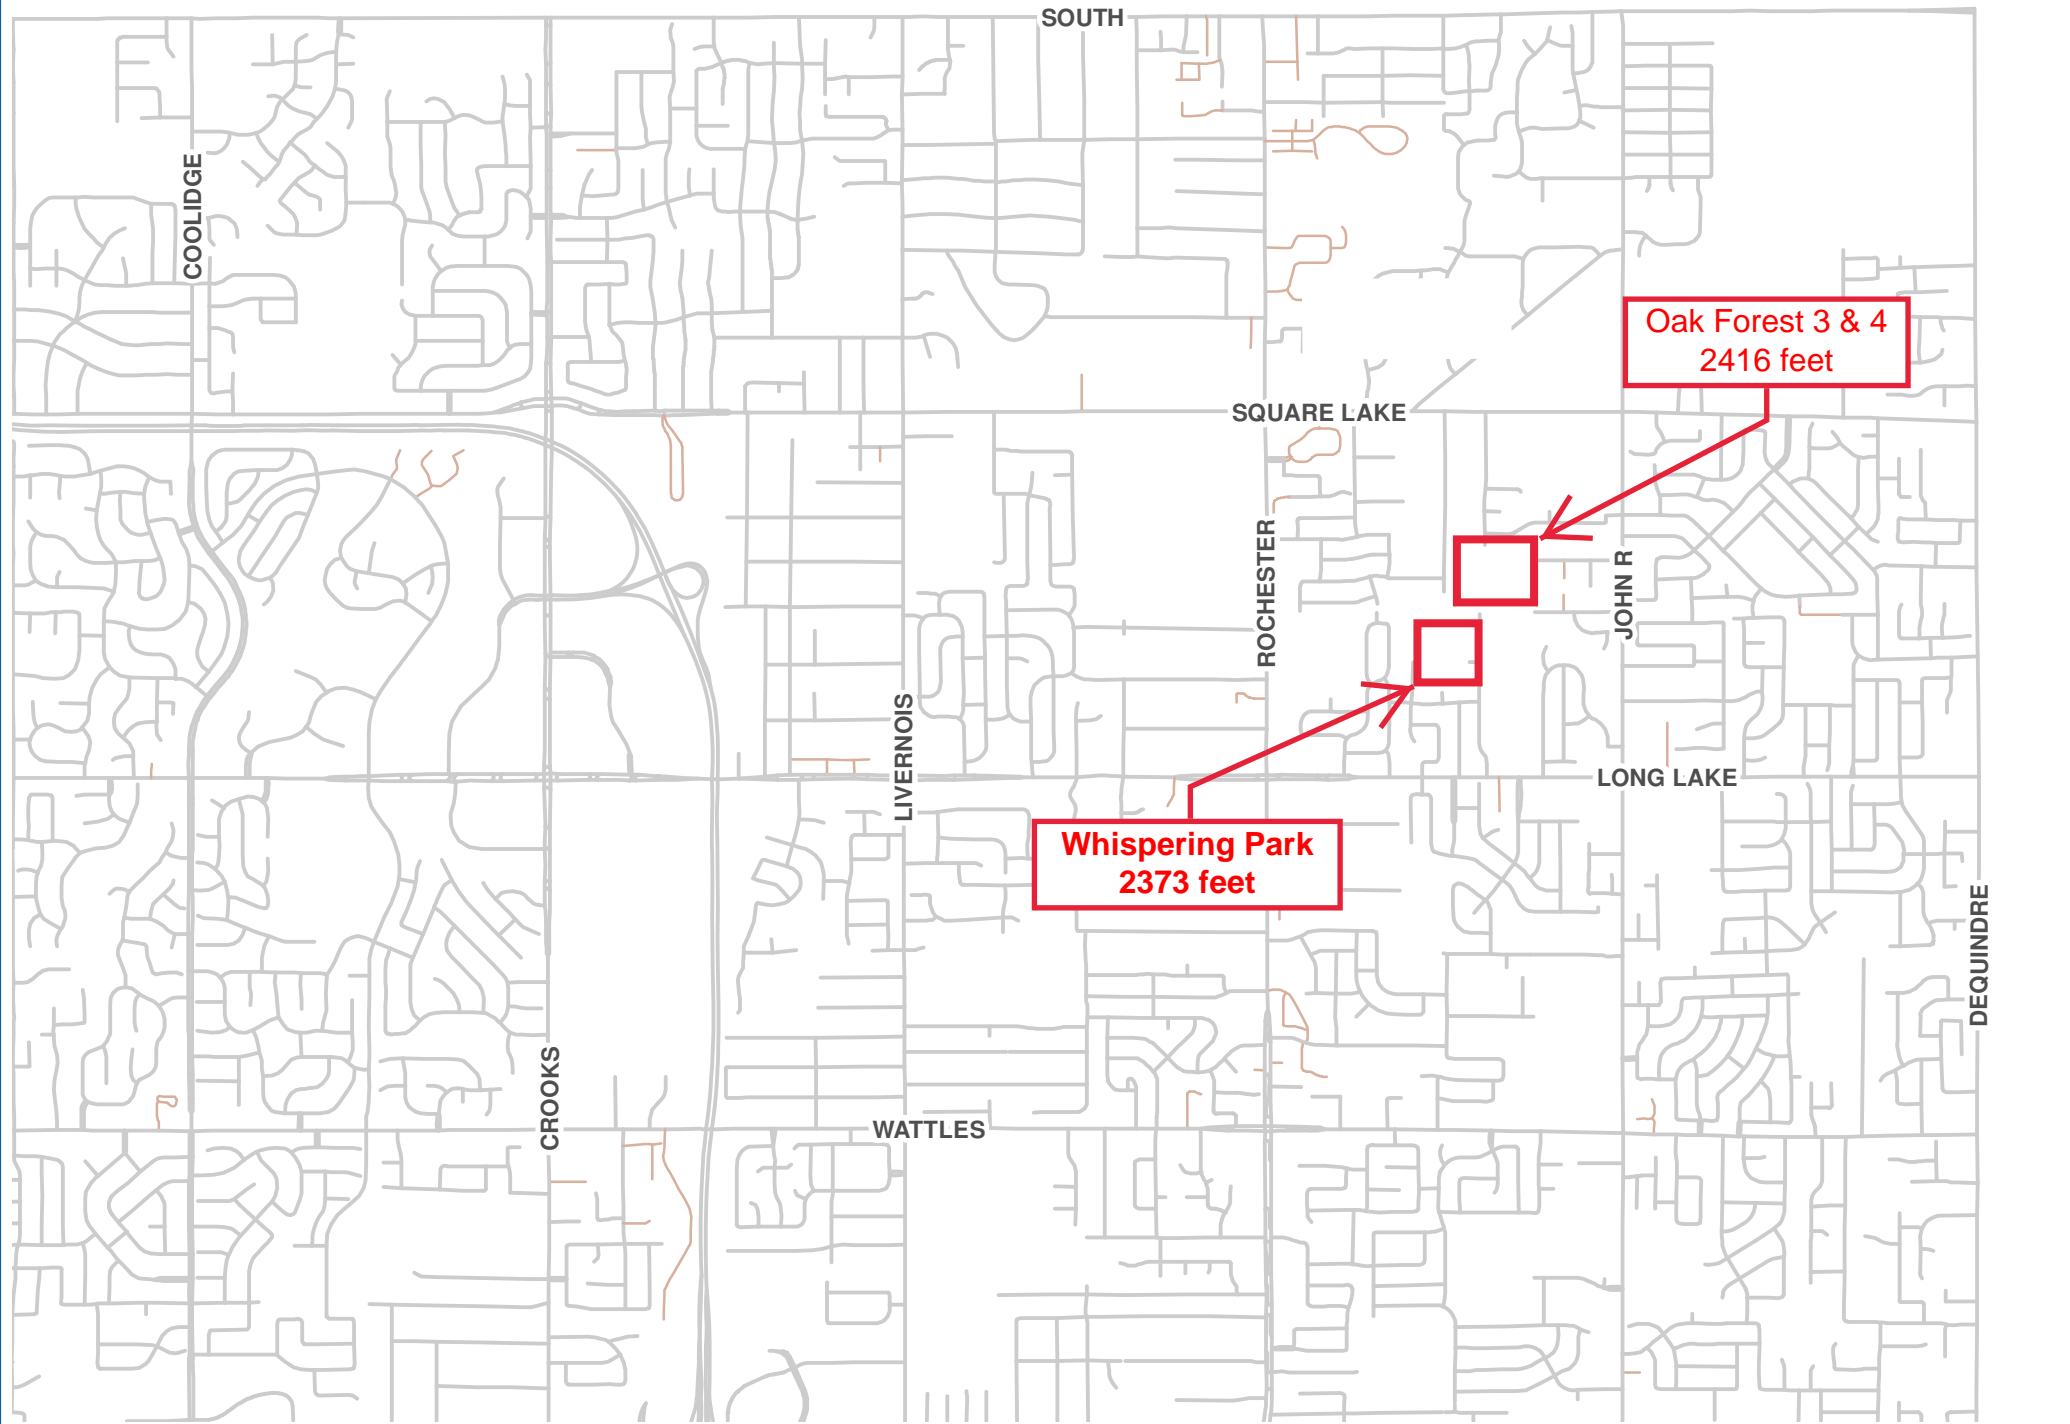 SOUTH
COOLIDGE
Oak Forest 3 & 4
2416 feet
SQUARE LAKE
ROCHESTER
JOHN R
LIVERNOIS
LONG LAKE
Whispering Park
2373 feet
DEQUINDRE
CROOKS
WATTLES